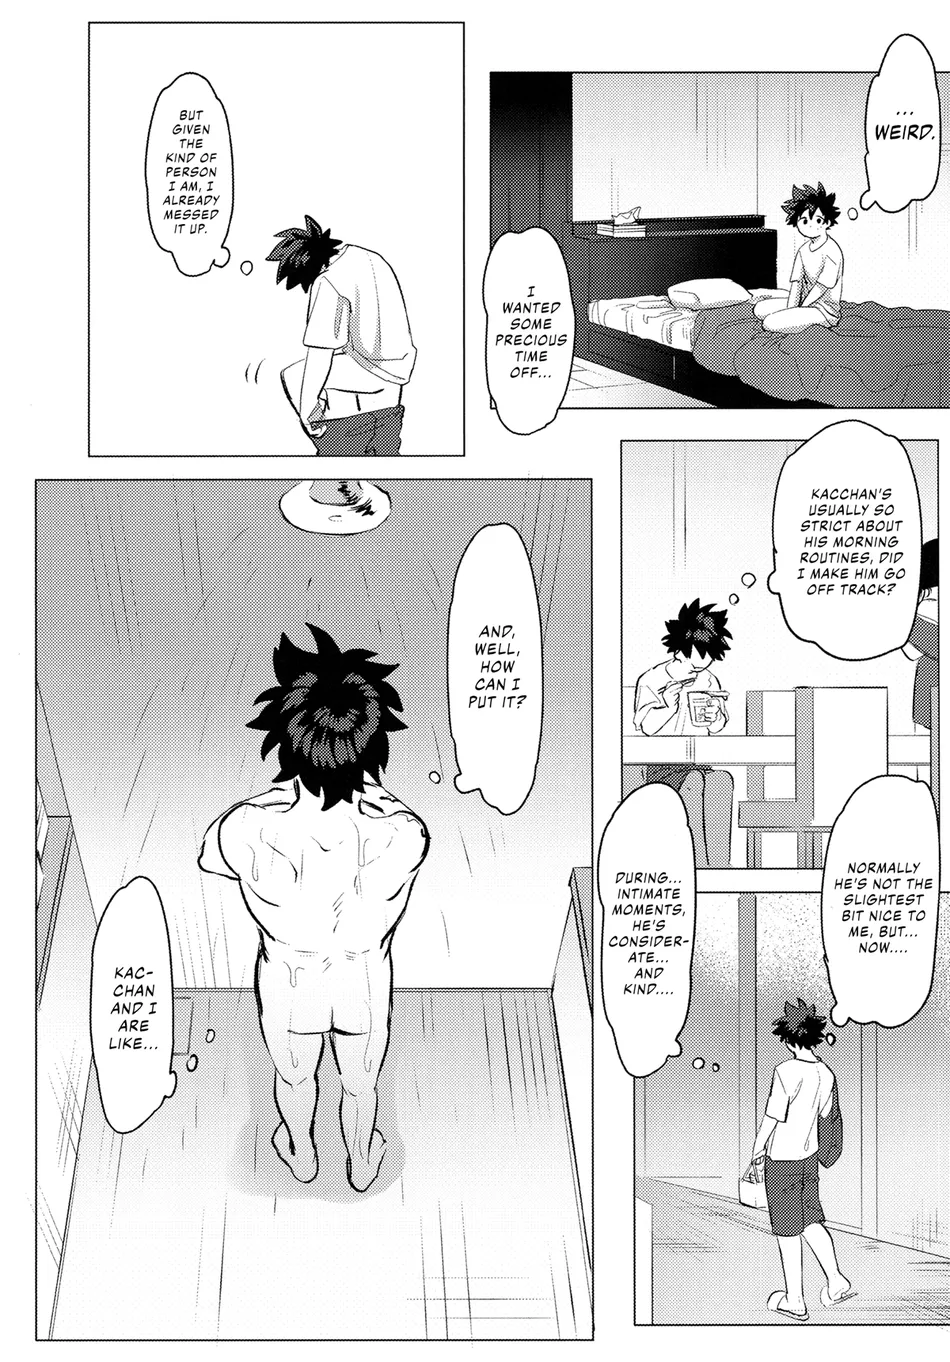 ...
WEIRD.
I
WANTED
SOME
PRECIOUS
TIME
OFF...
BUT
GIVEN
THE
KIND OF
PERSON
I AM, I
ALREADY
MESSED
IT UP.
KACCHAN'S
USUALLY SO
STRICT ABOUT
HIS MORNING
ROUTINES, DID
I MAKE HIM GO
OFF TRACK?
NORMALLY
HE'S NOT THE
SLIGHTEST
BIT NICE TO
ME, BUT...
NOW....
DURING...
INTIMATE
MOMENTS,
HE'S
CONSIDER-
ATE...
AND
KIND....
AND,
WELL,
HOW
CAN I
PUT IT?
KAC-
CHAN
AND I
ARE
LIKE...